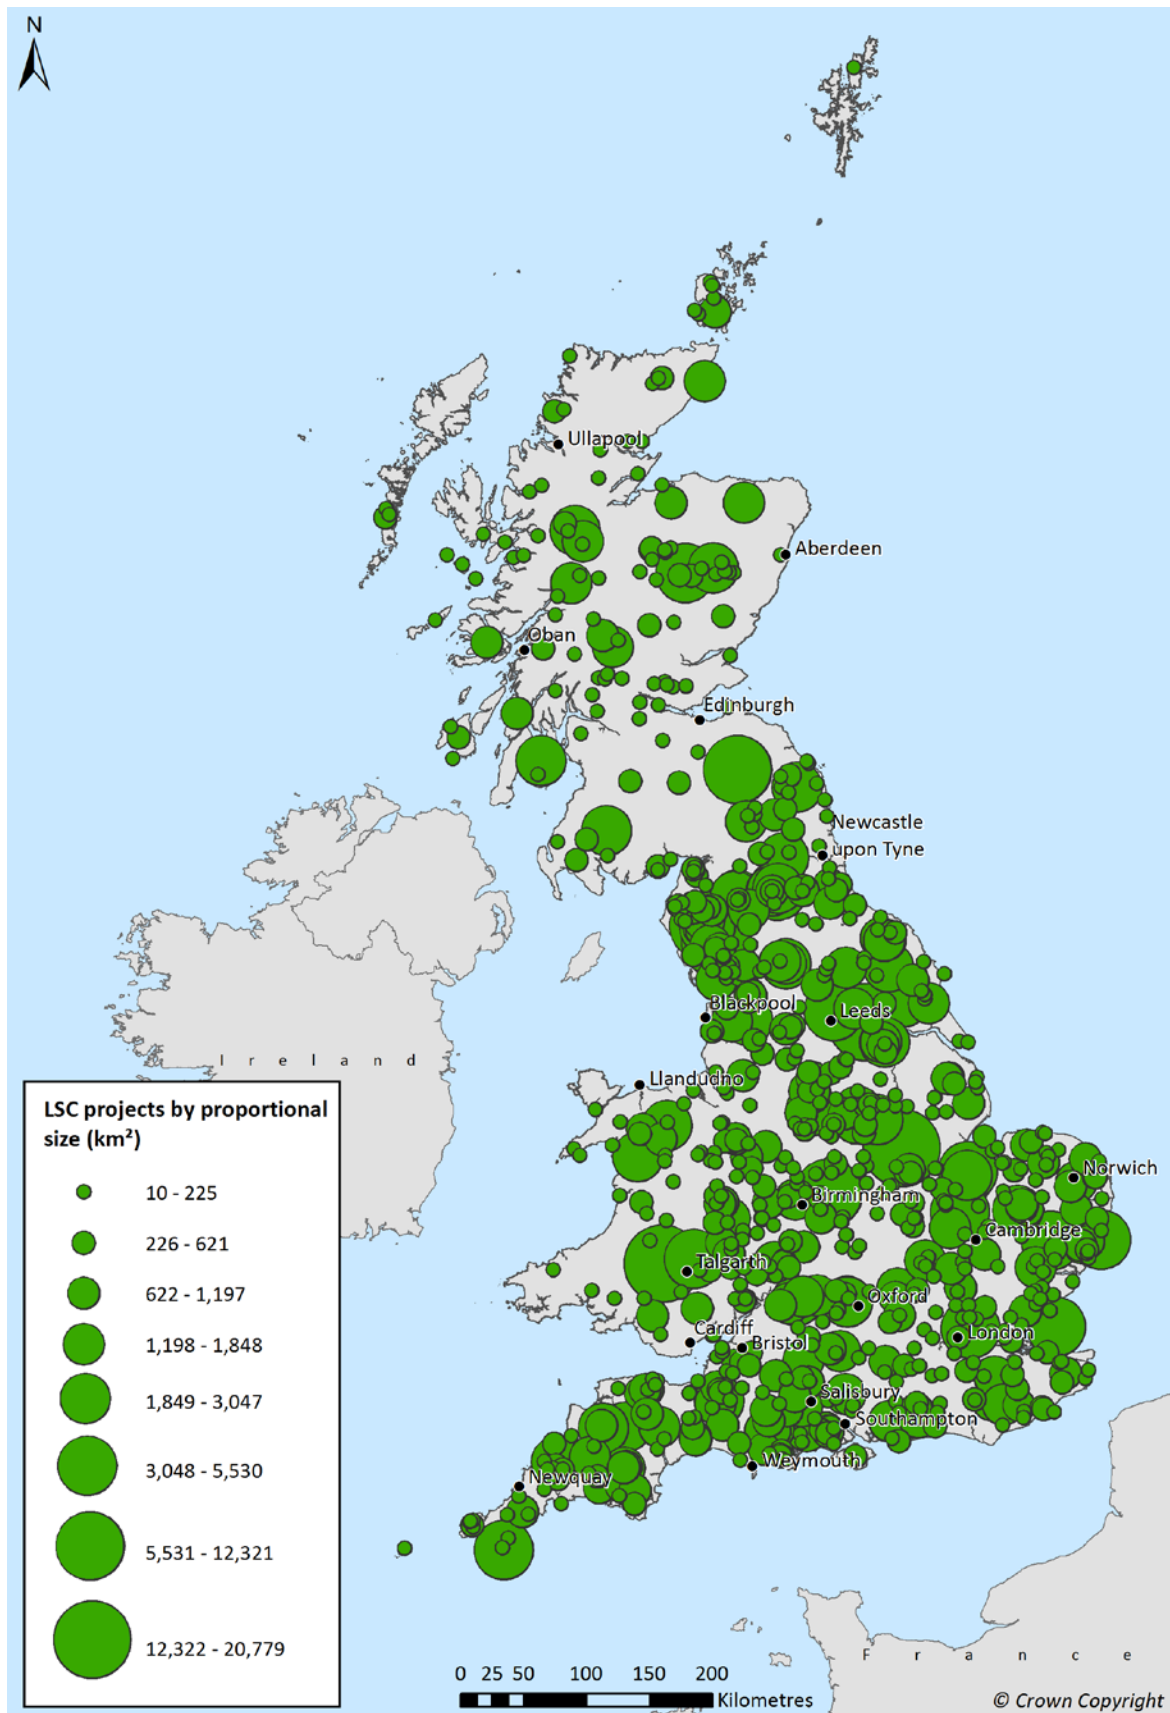 N
Ullapool
Aberdeen
Oban
Edinburgh
Newcastle
upon Tyne
Blackpool
Leeds
Ireland
Llandudno
Norwich
Birmingham
Cambridge
Talgarth
Oxford
Cardiff
London
Bristol
Salisbury
Southampton
Weymouth
Newquay
LSC projects by proportional
size (km²)
10 - 225
226 - 621
622 - 1,197
1,198 - 1,848
1,849 - 3,047
3,048 - 5,530
5,531 - 12,321
12,322 - 20,779
France
0 25 50 100 150 200
Kilometres
© Crown Copyright